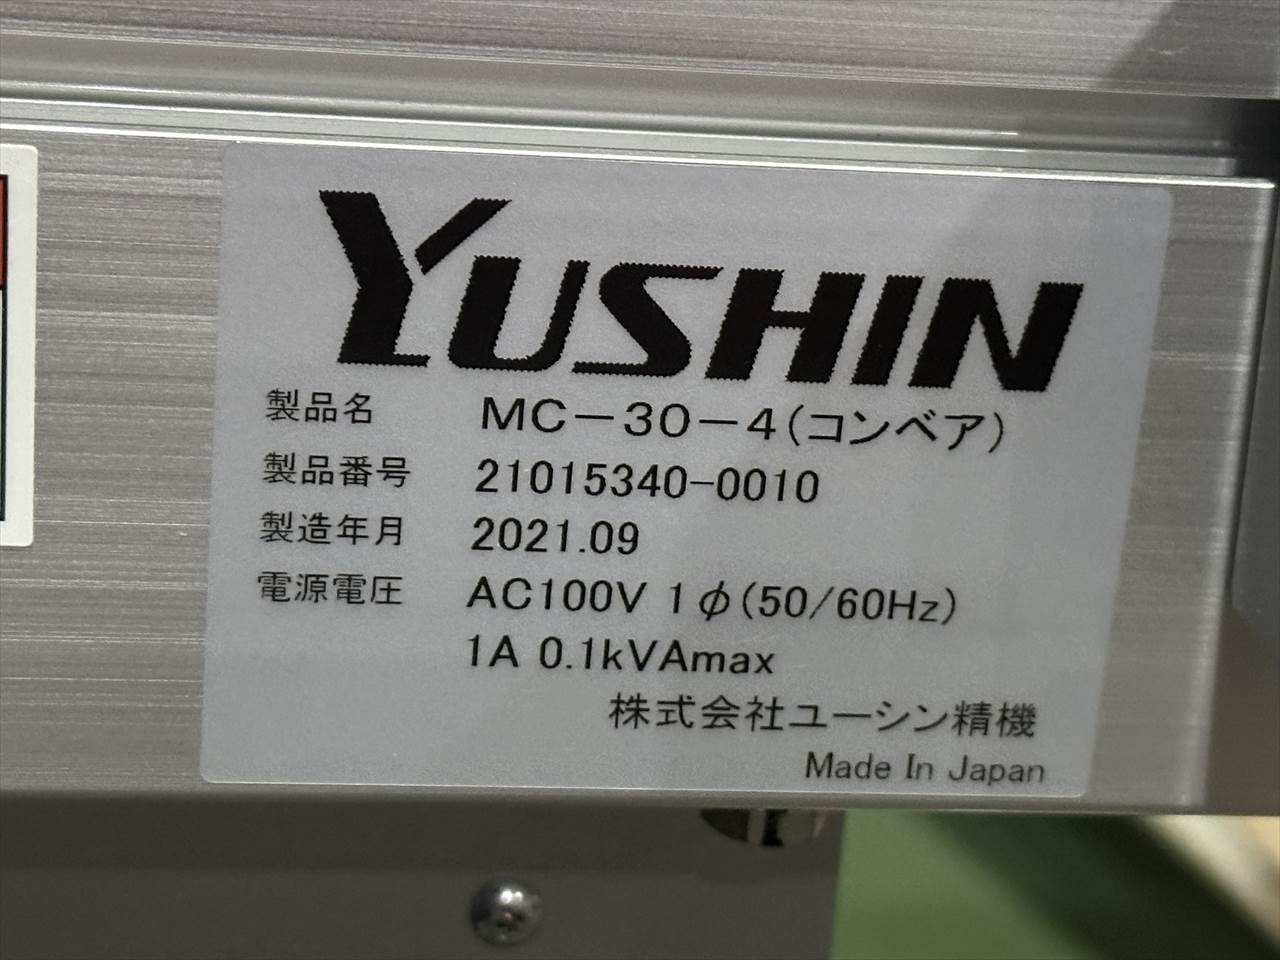 YUSHIN
製品名 MC－30－4(コンベア)
製品番号 21015340-0010
製造年月 2021.09
電源電圧 AC100V 1φ(50/60Hz)
1A 0.1kVAmax
株式会社ユーシン精機
Made In Japan